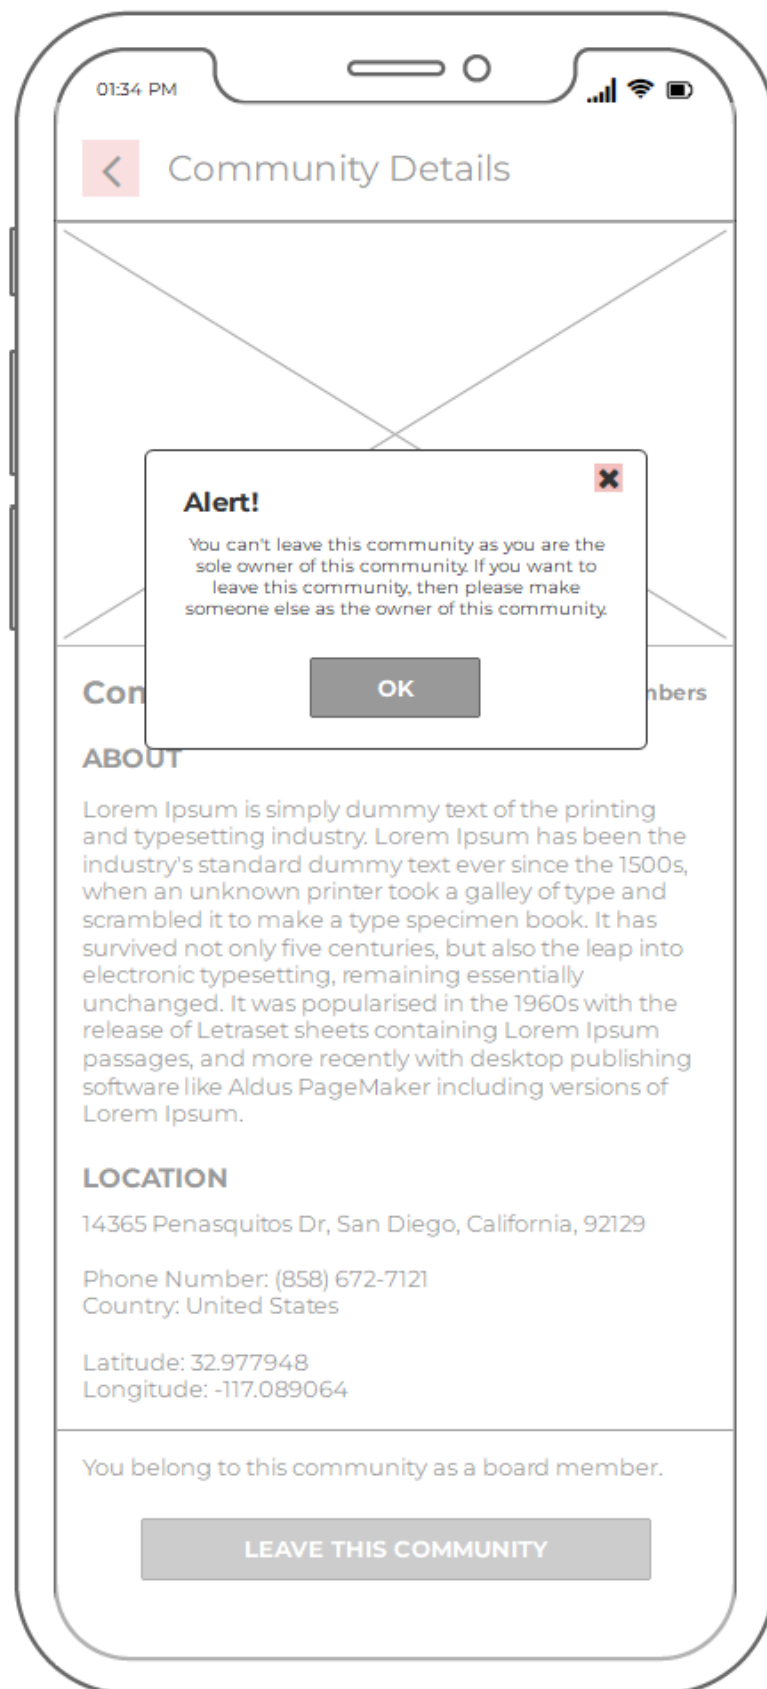 01:34 PM
Community Details
Alert!
You can't leave this community as you are the
sole owner of this community. If you want to
leave this community, then please make
someone else as the owner of this community.
OK
ABOUT
Lorem Ipsum is simply dummy text of the printing
and typesetting industry. Lorem Ipsum has been the
industry's standard dummy text ever since the 1500s,
when an unknown printer took a galley of type and
scrambled it to make a type specimen book. It has
survived not only five centuries, but also the leap into
electronic typesetting, remaining essentially
unchanged. It was popularised in the 1960s with the
release of Letraset sheets containing Lorem Ipsum
passages, and more recently with desktop publishing
software like Aldus PageMaker including versions of
Lorem Ipsum.
LOCATION
14365 Penasquitos Dr, San Diego, California, 92129
Phone Number: (858) 672-7121
Country: United States
Latitude: 32.977948
Longitude: -117.089064
You belong to this community as a board member.
LEAVE THIS COMMUNITY